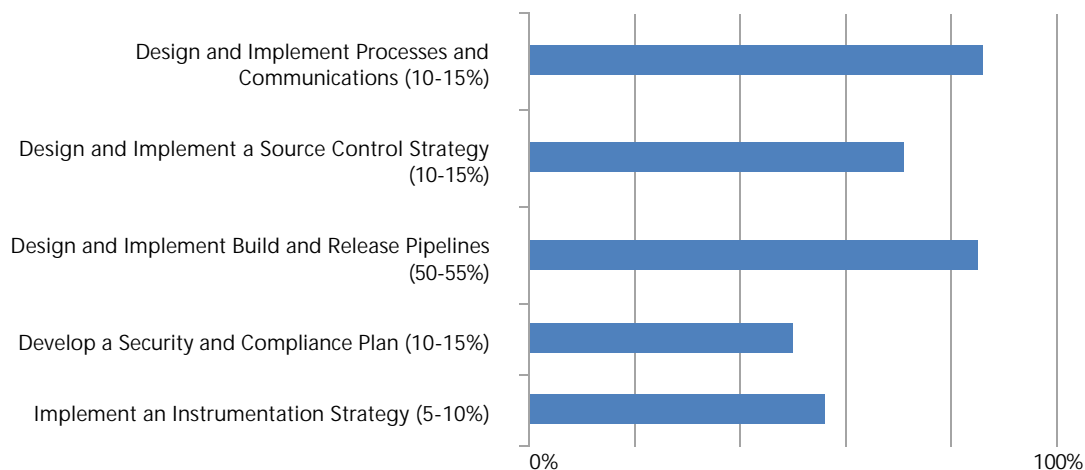 Design and Implement Processes and
Communications (10-15%)
Design and Implement a Source Control Strategy
(10-15%)
Design and Implement Build and Release Pipelines
(50-55%)
Develop a Security and Compliance Plan (10-15%)
Implement an Instrumentation Strategy (5-10%)
0%
100%